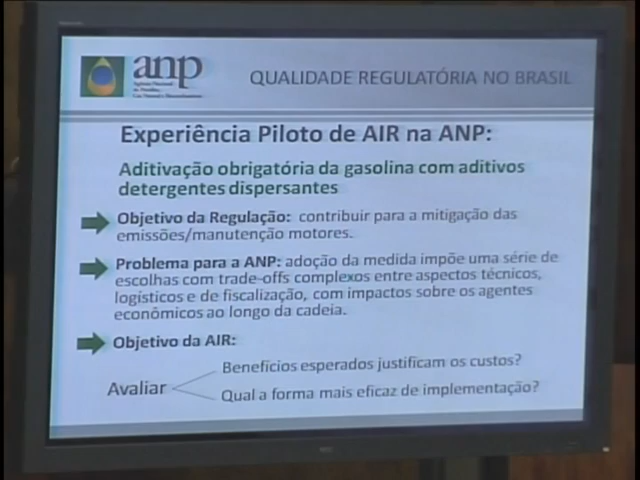 anp
QUALIDADE REGULATÓRIA NO BRASIL
Experiência Piloto de AIR na ANP:
Aditivação obrigatória da gasolina com aditivos
detergentes dispersantes
Objetivo da Regulação: contribuir para a mitigação das
emissões/manutenção motores.
Problema para a ANP: adoção da medida impõe uma série de
escolhas com trade-offs complexos entre aspectos técnicos,
logísticos e de fiscalização, com impactos sobre os agentes
econômicos ao longo da cadeia.
Objetivo da AIR:
Benefícios esperados justificam os custos?
Avaliar
Qual a forma mais eficaz de implementação?